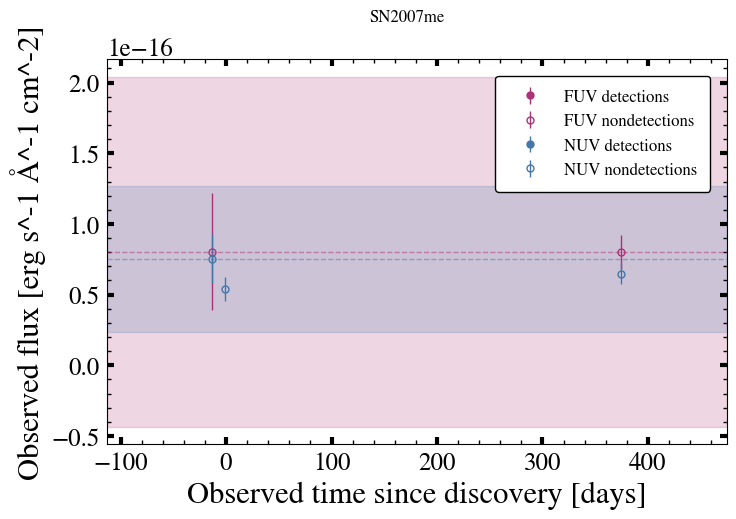 SN2007me
1e−16
Observed flux [erg s^-1 Å^-1 cm^-2]
2.0
1.5
1.0
0.5
0.0
−0.5
FUV detections
FUV nondetections
NUV detections
NUV nondetections
−100 0 100 200 300 400
Observed time since discovery [days]